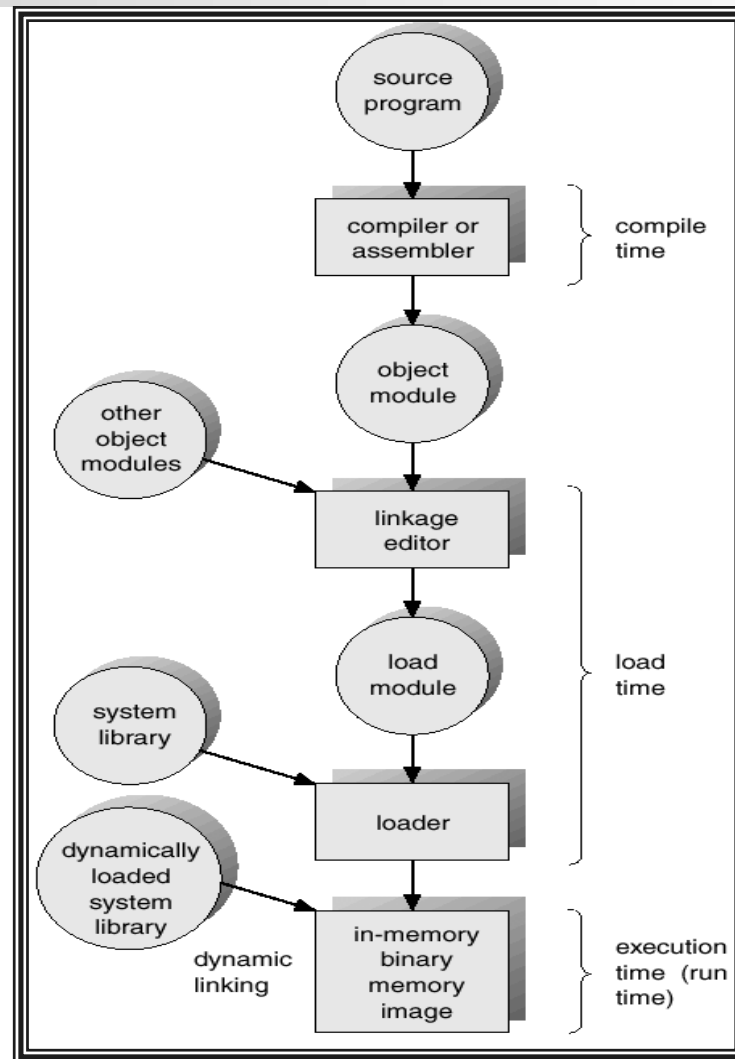 source
program
compiler or
assembler
compile
time
object
module
other
object
modules
linkage
editor
load
module
load
time
system
library
loader
dynamically
loaded
system
library
dynamic
linking
in-memory
binary
memory
image
execution
time (run
time)